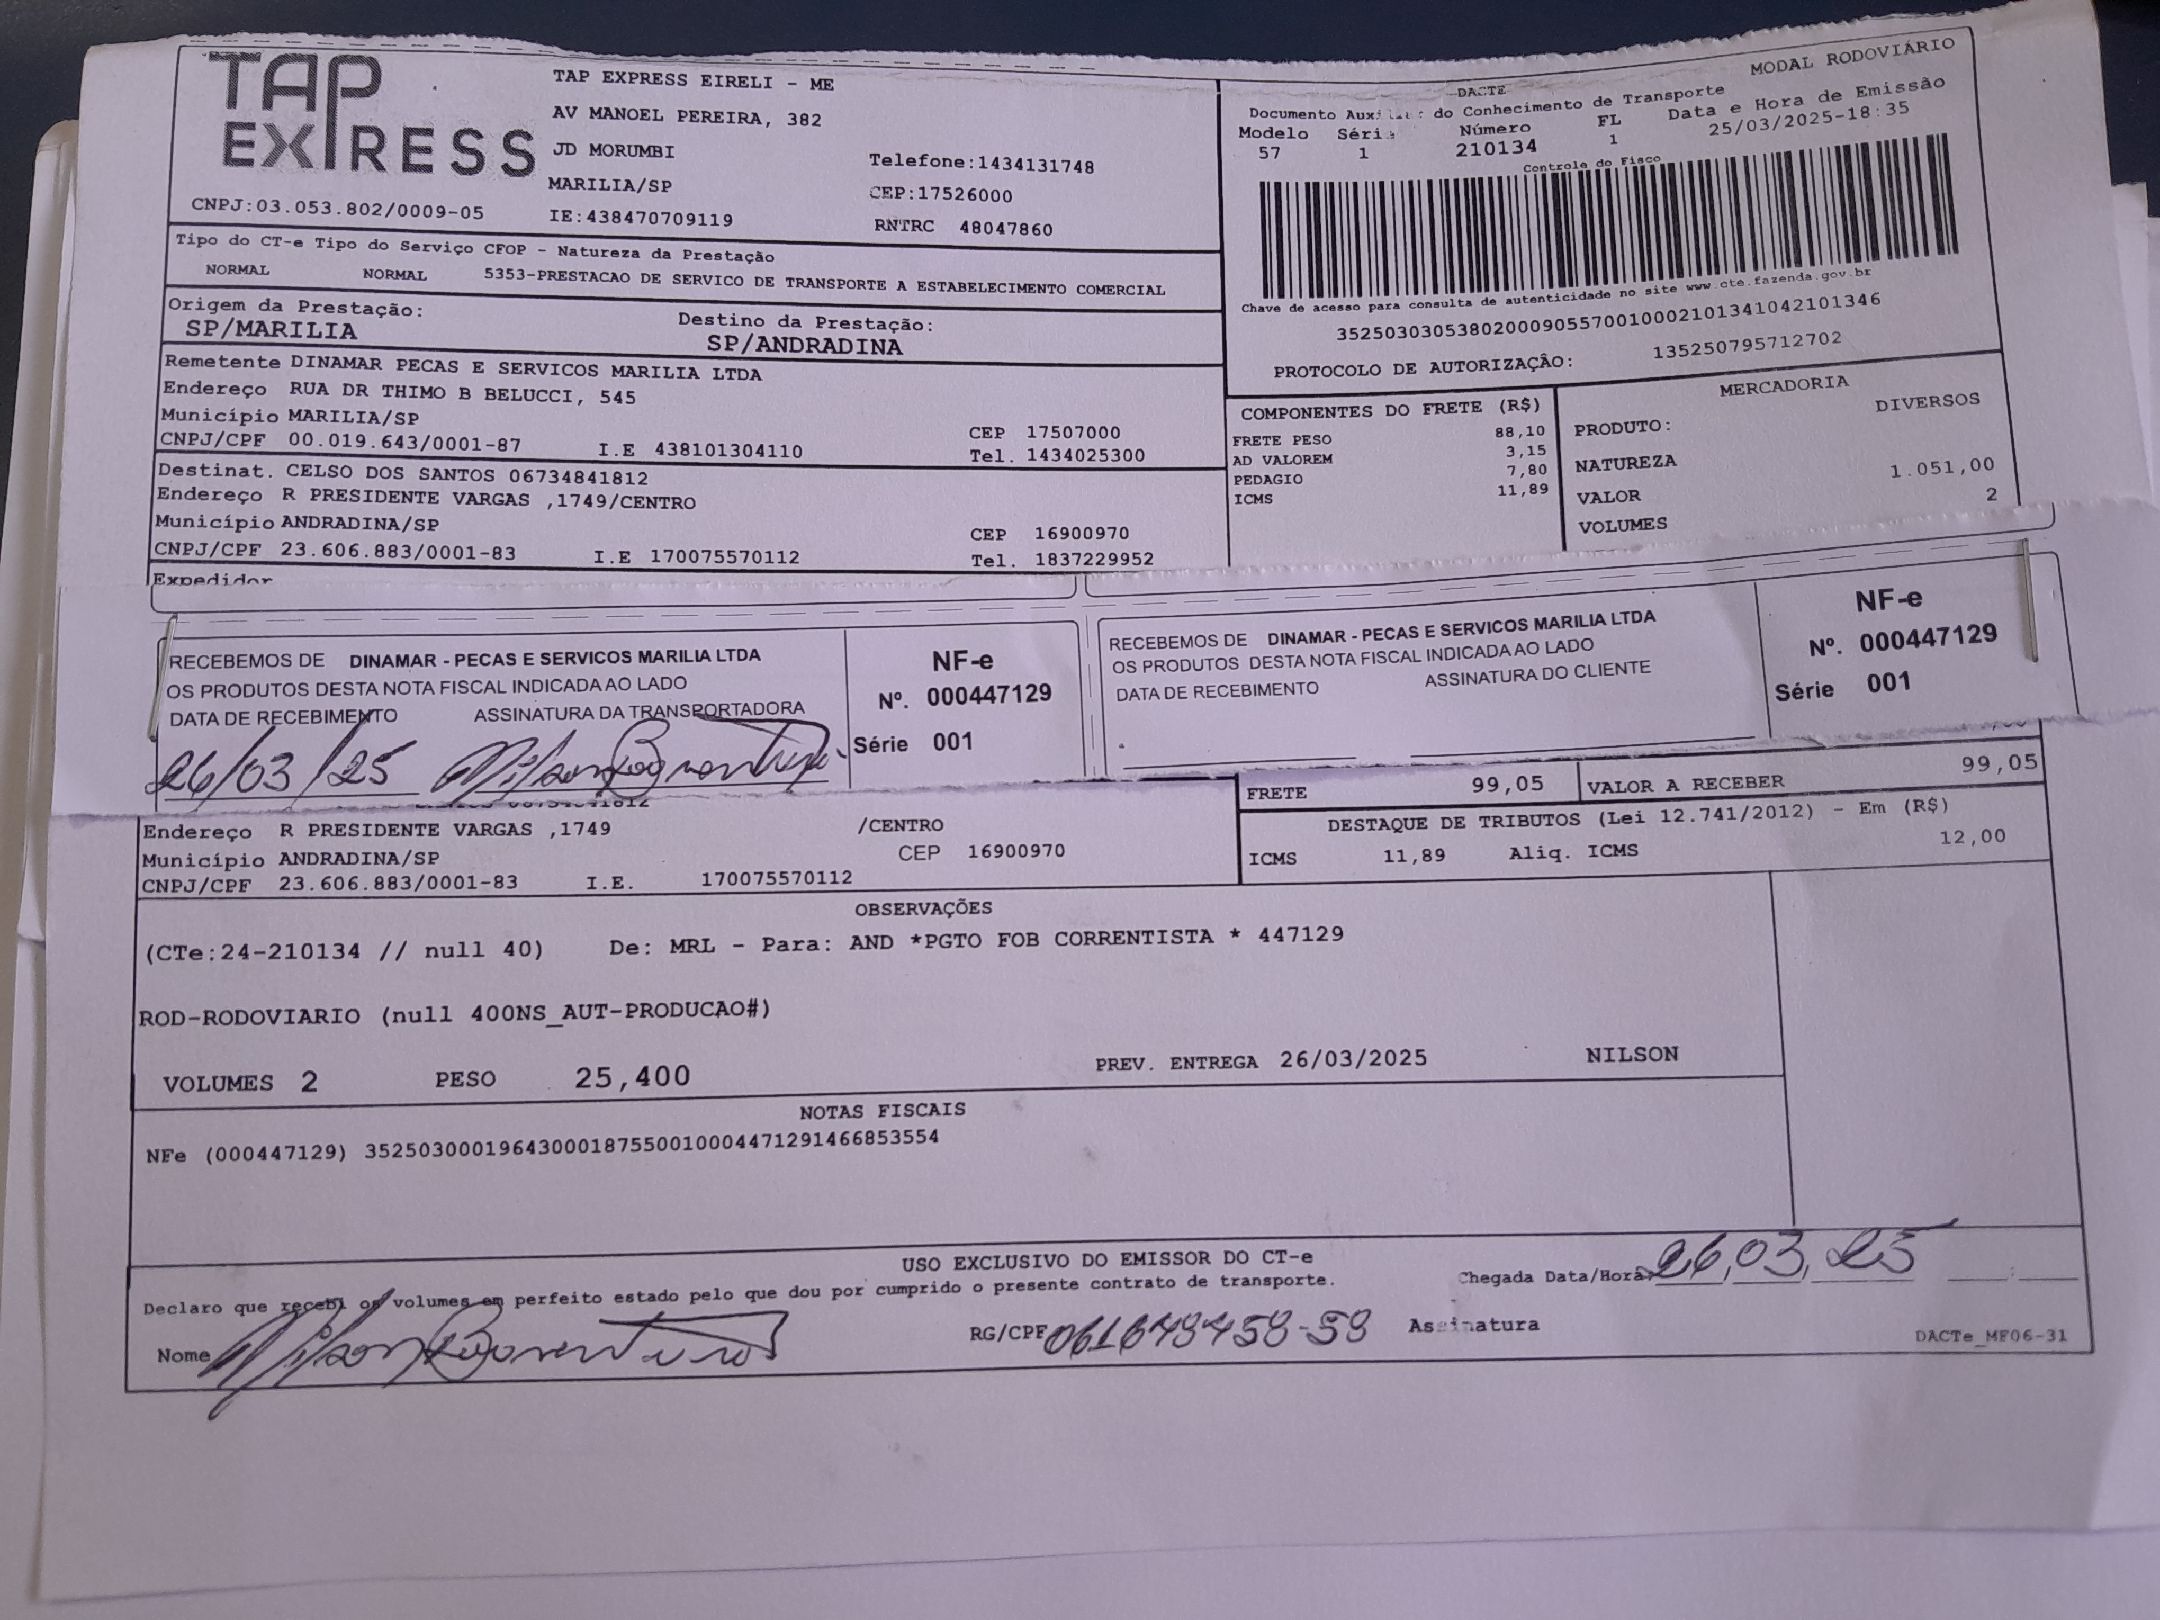 TAP EXPRESS
TAP EXPRESS EIRELI - ME
AV MANOEL PEREIRA, 382
JD MORUMBI
Telefone:1434131748
MARILIA/SP
CEP:17526000
CNPJ:03.053.802/0009-05
IE:438470709119
RNTRC 48047860
MODAL RODOVIÁRIO
DACTE
Documento do Conhecimento de Transporte
Modelo Número FL Data e Hora de Emissão
57 1 210134 1 25/03/2025-18:35
Controle do Fisco
Chave de acesso para consulta de autenticidade no site www.cte.fazenda.gov.br
35250303053802000905570010002101341042101346
PROTOCOLO DE AUTORIZAÇÃO: 135250795712702
Tipo do CT-e Tipo do Serviço CFOP - Natureza da Prestação
NORMAL NORMAL 5353-PRESTACAO DE SERVICO DE TRANSPORTE A ESTABELECIMENTO COMERCIAL
Origem da Prestação: Destino da Prestação:
SP/MARILIA SP/ANDRADINA
Remetente DINAMAR PECAS E SERVICOS MARILIA LTDA
Endereço RUA DR THIMO B BELUCCI, 545
Município MARILIA/SP CEP 17507000
CNPJ/CPF 00.019.643/0001-87 I.E 438101304110 Tel. 1434025300
Destinat. CELSO DOS SANTOS 06734841812
Endereço R PRESIDENTE VARGAS ,1749/CENTRO
Município ANDRADINA/SP CEP 16900970
CNPJ/CPF 23.606.883/0001-83 I.E 170075570112 Tel. 1837229952
Expedidor
COMPONENTES DO FRETE (R$)
FRETE PESO 88,10
AD VALOREM 3,15
PEDAGIO 7,80
ICMS 11,89
MERCADORIA
PRODUTO: DIVERSOS
NATUREZA
VALOR 1.051,00
VOLUMES 2
RECEBEMOS DE DINAMAR - PECAS E SERVICOS MARILIA LTDA
OS PRODUTOS DESTA NOTA FISCAL INDICADA AO LADO
DATA DE RECEBIMENTO ASSINATURA DA TRANSPORTADORA
26/03/25
NF-e
Nº. 000447129
Série 001
RECEBEMOS DE DINAMAR - PECAS E SERVICOS MARILIA LTDA
OS PRODUTOS DESTA NOTA FISCAL INDICADA AO LADO
DATA DE RECEBIMENTO ASSINATURA DO CLIENTE
NF-e
Nº. 000447129
Série 001
FRETE 99,05 VALOR A RECEBER 99,05
Endereço R PRESIDENTE VARGAS ,1749 /CENTRO
Município ANDRADINA/SP CEP 16900970
CNPJ/CPF 23.606.883/0001-83 I.E. 170075570112
DESTAQUE DE TRIBUTOS (Lei 12.741/2012) - Em (R$)
ICMS 11,89 Aliq. ICMS 12,00
OBSERVAÇÕES
(CTe:24-210134 // null 40) De: MRL - Para: AND *PGTO FOB CORRENTISTA * 447129
ROD-RODOVIARIO (null 400NS_AUT-PRODUCAO#)
VOLUMES 2 PESO 25,400 PREV. ENTREGA 26/03/2025 NILSON
NOTAS FISCAIS
NFe (000447129) 35250300019643000187550010004471291466853554
USO EXCLUSIVO DO EMISSOR DO CT-e
Declaro que recebi os volumes em perfeito estado pelo que dou por cumprido o presente contrato de transporte.
Chegada Data/Hora: 26,03,25
Nome RG/CPF Assinatura
DACTe_MF06-31